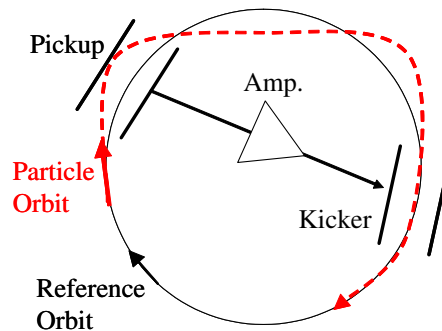 Pickup
Amp.
Particle
Orbit
Kicker
Reference
Orbit